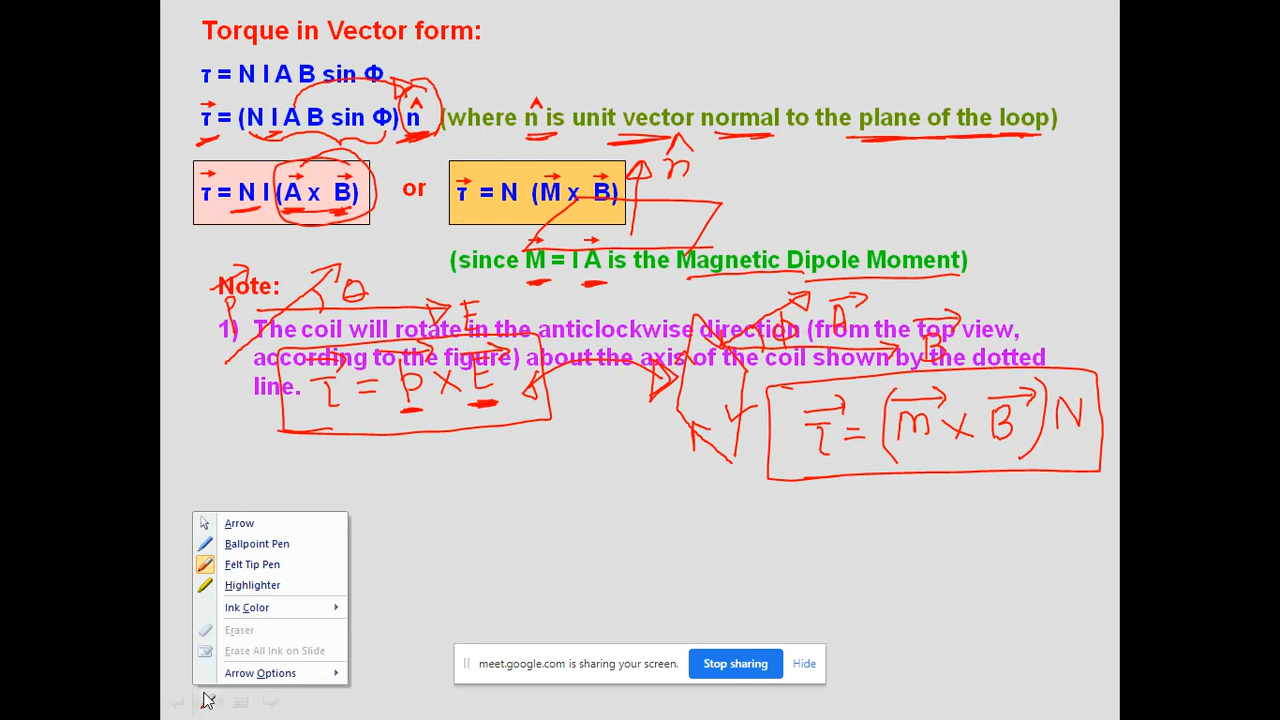 Torque in Vector form:
τ = N I A B sin Φ
τ = (N I A B sin Φ) n (where n is unit vector normal to the plane of the loop)
τ = N I (A x B) or τ = N (M x B)
n
(since M = I A is the Magnetic Dipole Moment)
Note:
P θ E
Φ A B
1) The coil will rotate in the anticlockwise direction (from the top view,
according to the figure) about the axis of the coil shown by the dotted
line.
τ = p x E
τ = (m x B) N
Arrow
Ballpoint Pen
Felt Tip Pen
Highlighter
Ink Color
Eraser
Erase All Ink on Slide
Arrow Options
meet.google.com is sharing your screen. Stop sharing Hide